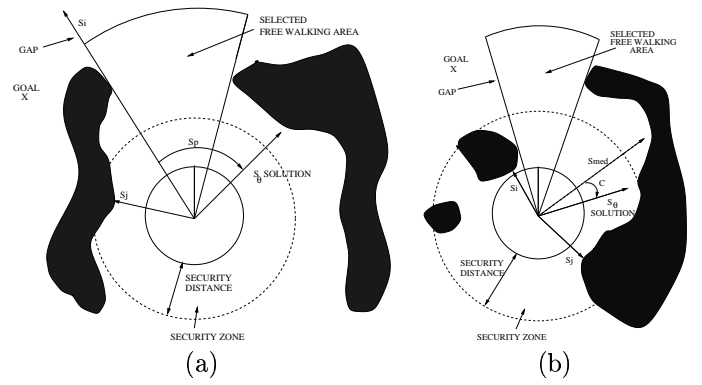 Si
SELECTED
FREE WALKING AREA
GAP
GOAL
X
Sp
Sθ SOLUTION
Sj
SECURITY
DISTANCE
SECURITY ZONE
(a)
SELECTED
FREE WALKING
AREA
GOAL
X
GAP
Smed
C
Si
Sθ
SOLUTION
SECURITY
DISTANCE
Sj
SECURITY ZONE
(b)